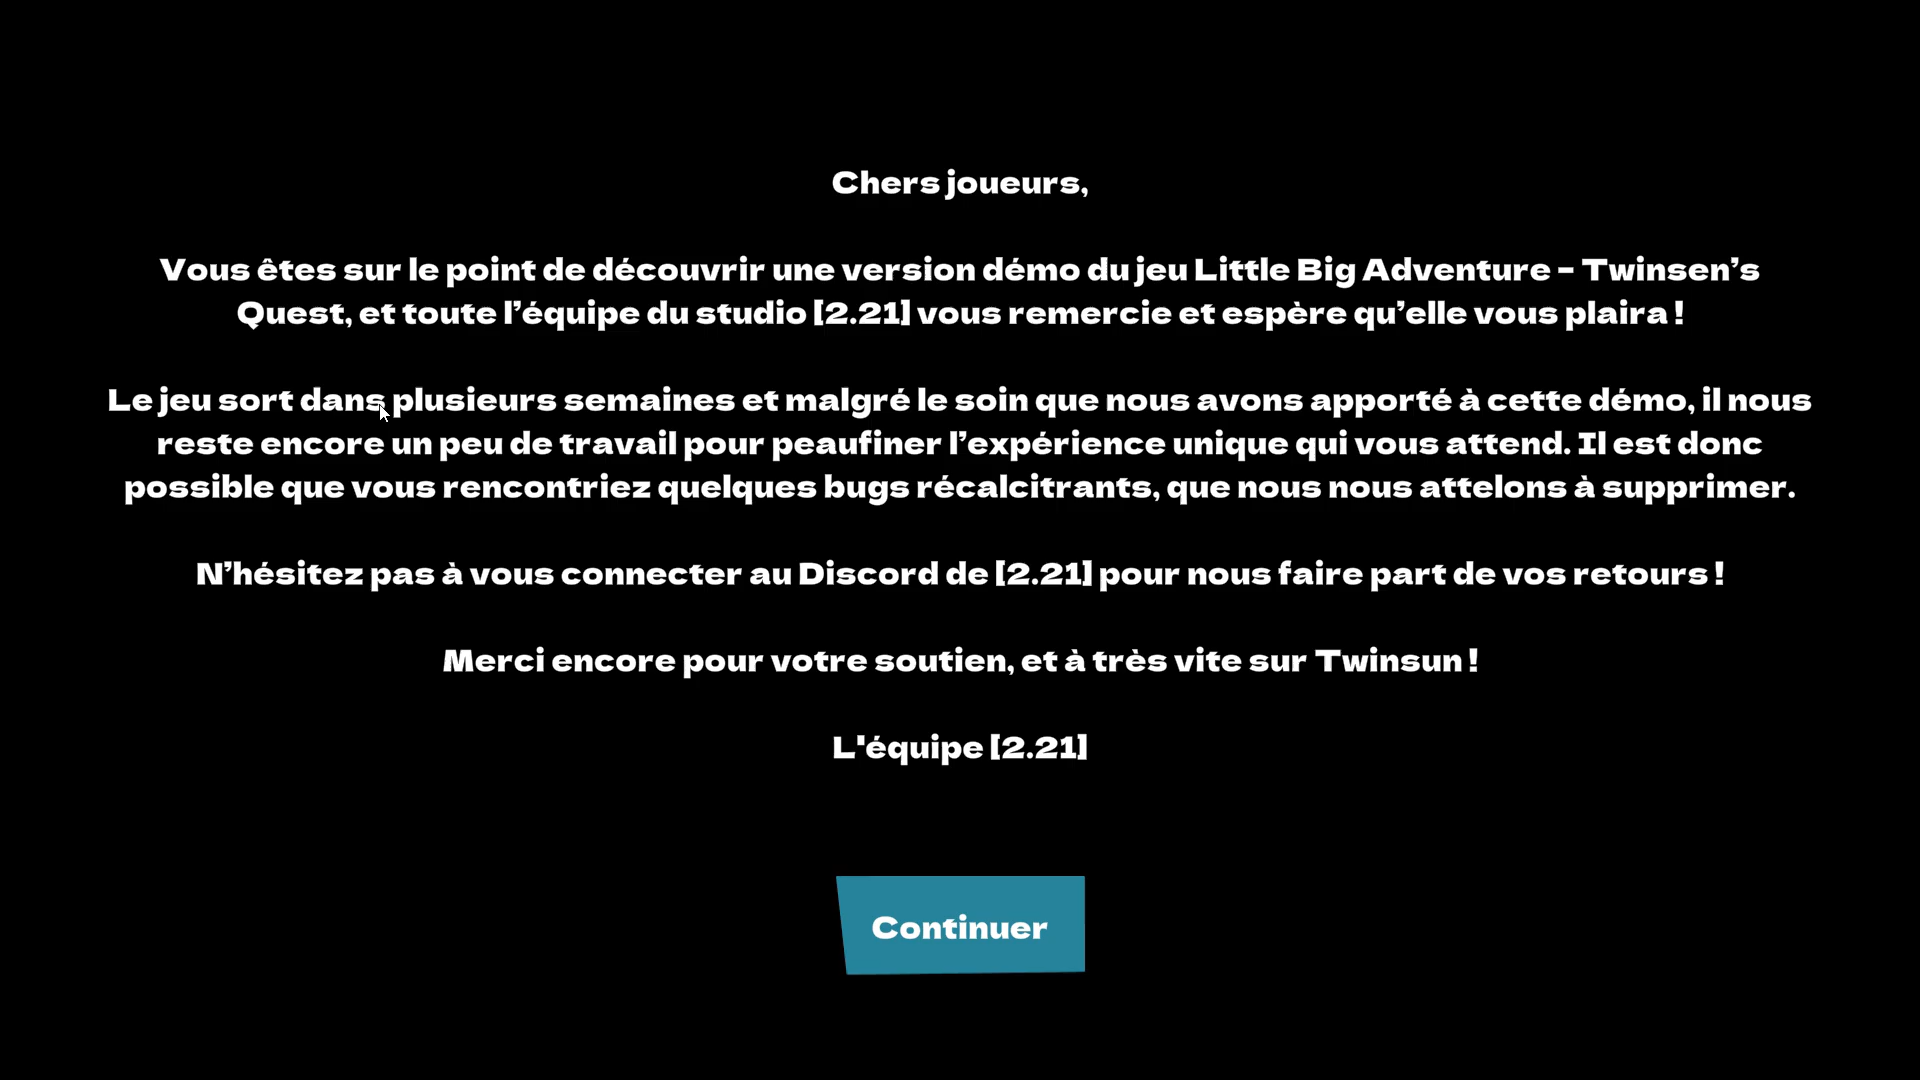 Chers joueurs,
Vous êtes sur le point de découvrir une version démo du jeu Little Big Adventure – Twinsen’s
Quest, et toute l’équipe du studio [2.21] vous remercie et espère qu’elle vous plaira !
Le jeu sort dans plusieurs semaines et malgré le soin que nous avons apporté à cette démo, il nous
reste encore un peu de travail pour peaufiner l’expérience unique qui vous attend. Il est donc
possible que vous rencontriez quelques bugs récalcitrants, que nous nous attelons à supprimer.
N’hésitez pas à vous connecter au Discord de [2.21] pour nous faire part de vos retours !
Merci encore pour votre soutien, et à très vite sur Twinsun !
L'équipe [2.21]
Continuer